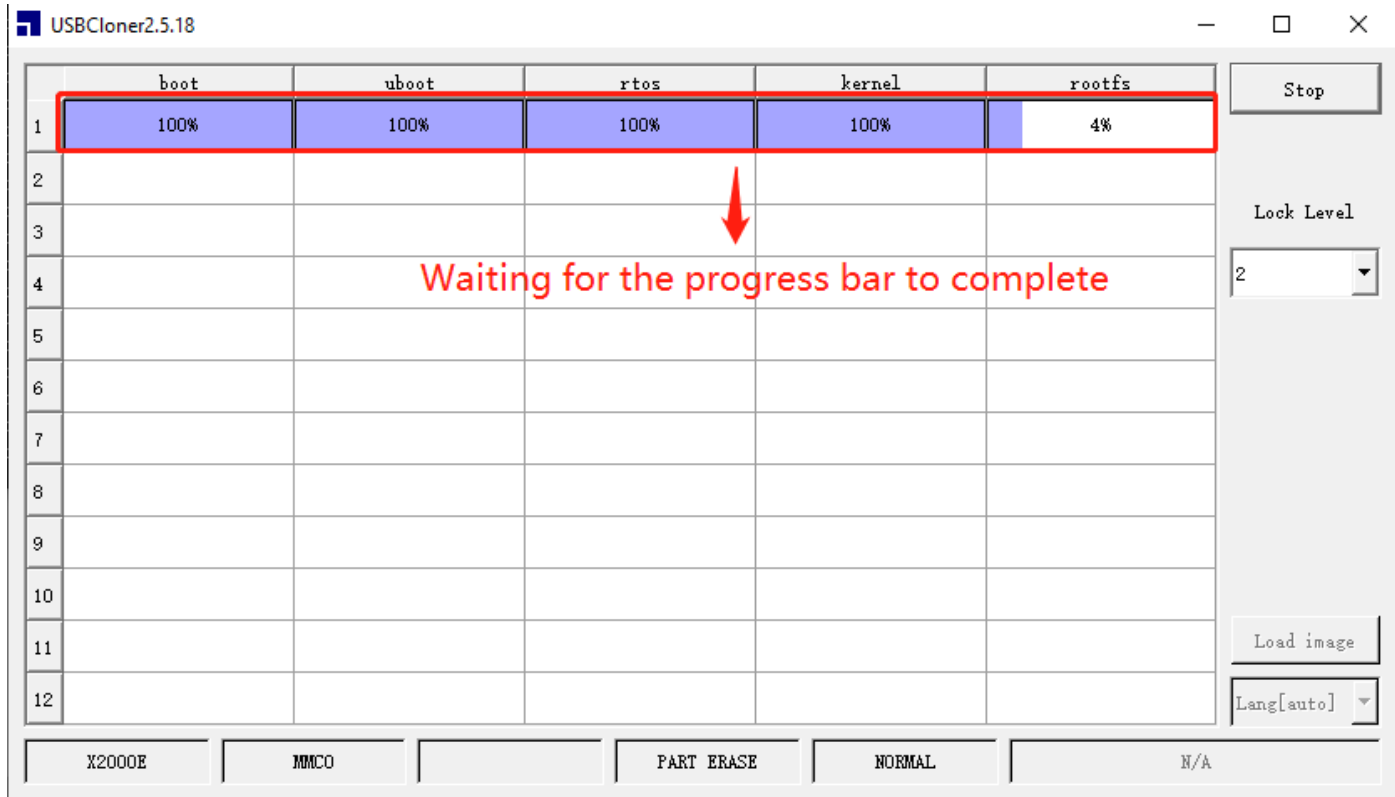 USBCloner2.5.18
boot uboot rtos kernel rootfs
Stop
1 100% 100% 100% 100% 4%
2
Lock Level
3
Waiting for the progress bar to complete
2
4
5
6
7
8
9
10
11
Load image
12
Lang[auto]
X2000E MMC0 PART ERASE NORMAL N/A